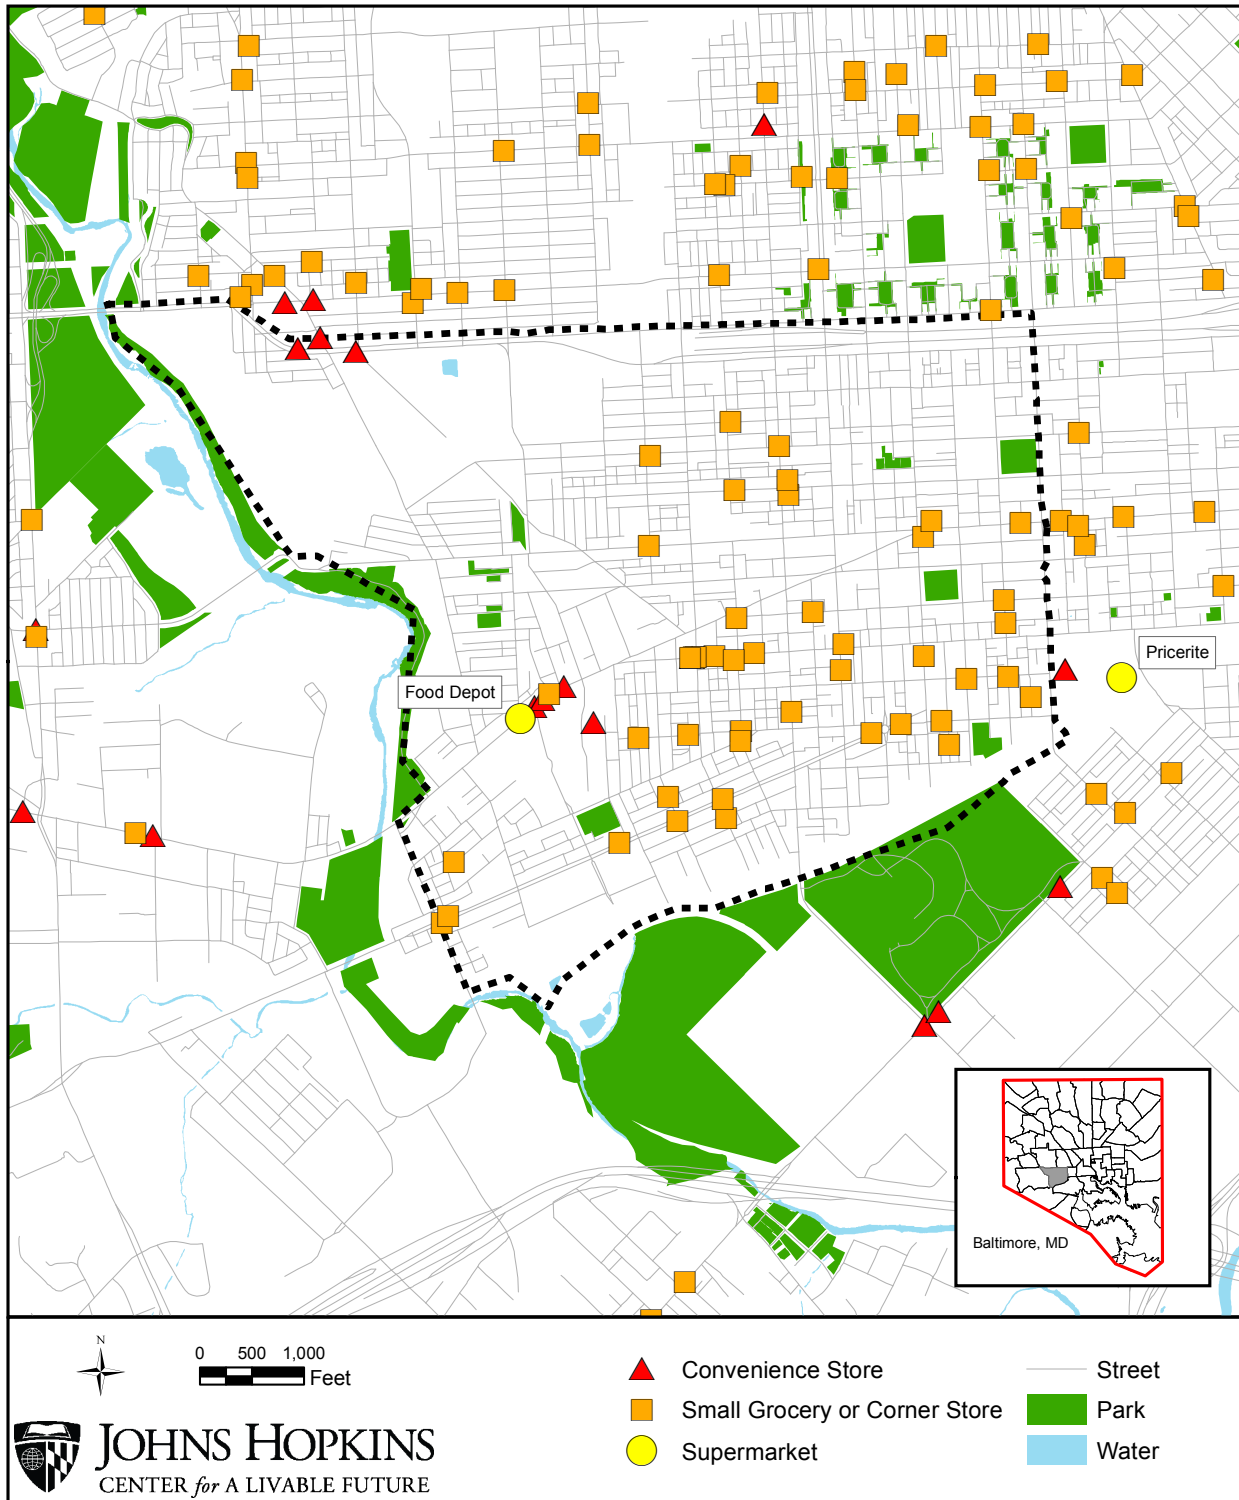 Pricerite
Food Depot
Baltimore, MD
N
0 500 1,000
Feet
Convenience Store
Small Grocery or Corner Store
Supermarket
Street
Park
Water
JOHNS HOPKINS
CENTER for A LIVABLE FUTURE